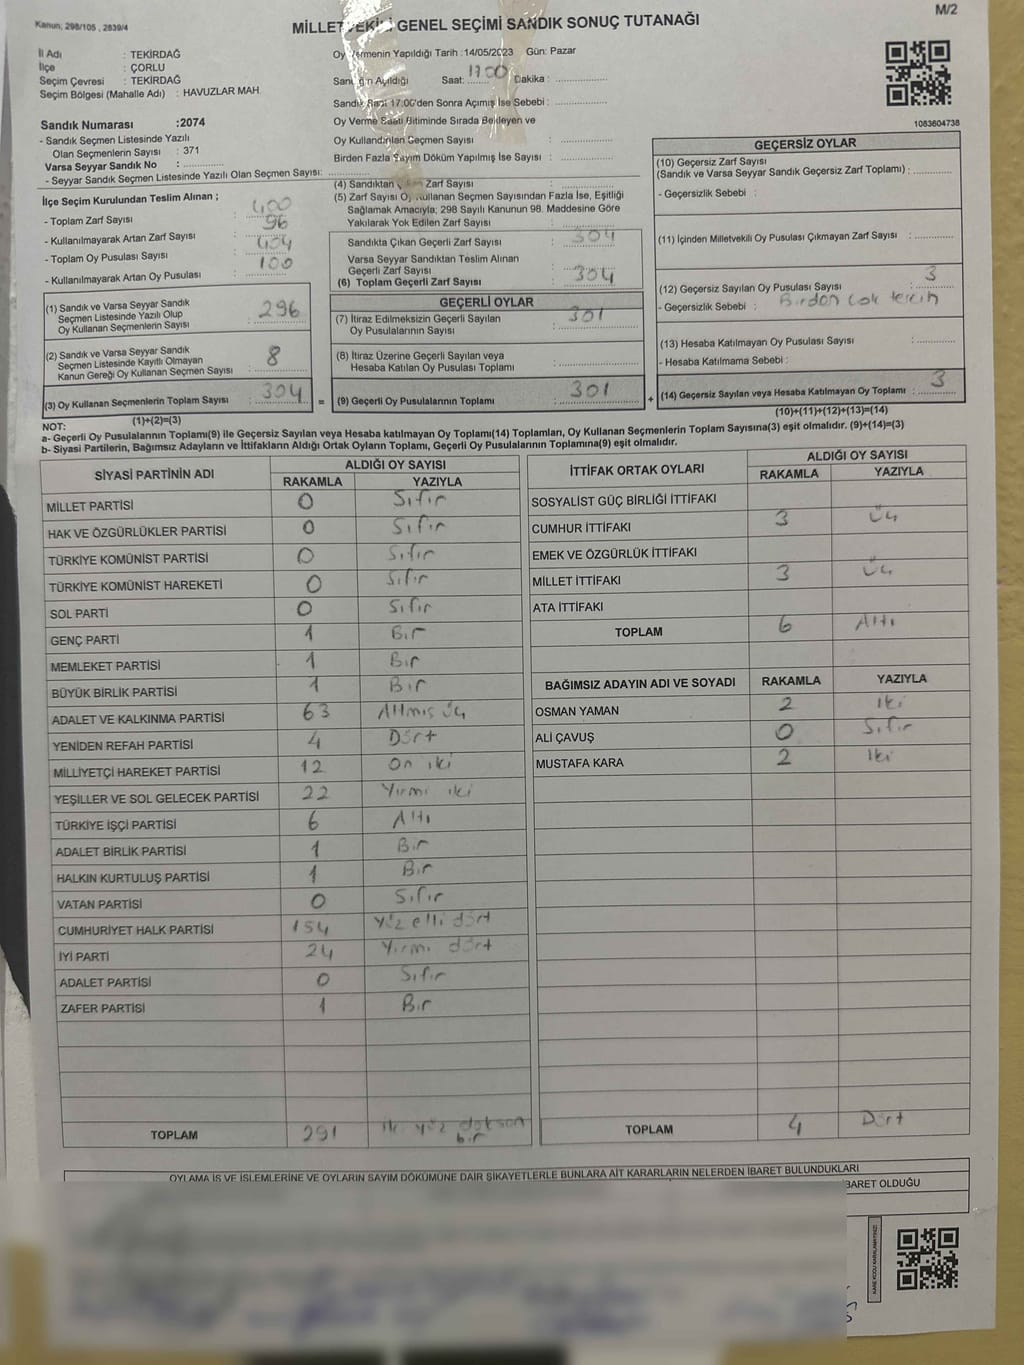 Kanun; 298/105 , 2839/4
M/2
MİLLETVEKİLİ GENEL SEÇİMİ SANDIK SONUÇ TUTANAĞI
İl Adı : TEKİRDAĞ
İlçe : ÇORLU
Seçim Çevresi : TEKİRDAĞ
Seçim Bölgesi (Mahalle Adı) : HAVUZLAR MAH.
Sandık Numarası :2074
- Sandık Seçmen Listesinde Yazılı
Olan Seçmenlerin Sayısı : 371
Varsa Seyyar Sandık No : ..............
- Seyyar Sandık Seçmen Listesinde Yazılı Olan Seçmen Sayısı: ..............
Oy Vermenin Yapıldığı Tarih :14/05/2023 Gün: Pazar
Sandığın Açıldığı Saat: 1700 Dakika : ..............
Sandık Saat 17:00'den Sonra Açımış İse Sebebi : ..............
Oy Verme Saati Bitiminde Sırada Bekleyen ve
Oy Kullandırılan Seçmen Sayısı : ..............
Birden Fazla Sayım Döküm Yapılmış İse Sayısı : ..............
1083604738
İlçe Seçim Kurulundan Teslim Alınan ;
- Toplam Zarf Sayısı : 400
- Kullanılmayarak Artan Zarf Sayısı : 96
- Toplam Oy Pusulası Sayısı : 404
- Kullanılmayarak Artan Oy Pusulası : 100
(1) Sandık ve Varsa Seyyar Sandık
Seçmen Listesinde Yazılı Olup
Oy Kullanan Seçmenlerin Sayısı : 296
(2) Sandık ve Varsa Seyyar Sandık
Seçmen Listesinde Kayıtlı Olmayan
Kanun Gereği Oy Kullanan Seçmen Sayısı : 8
(3) Oy Kullanan Seçmenlerin Toplam Sayısı : 304
(1)+(2)=(3)
(4) Sandıktan Zarf Sayısı : ..............
(5) Zarf Sayısı Oy Kullanan Seçmen Sayısından Fazla İse, Eşitliği
Sağlamak Amacıyla; 298 Sayılı Kanunun 98. Maddesine Göre
Yakılarak Yok Edilen Zarf Sayısı : ..............
Sandıkta Çıkan Geçerli Zarf Sayısı : 304
Varsa Seyyar Sandıktan Teslim Alınan
Geçerli Zarf Sayısı : ..............
(6) Toplam Geçerli Zarf Sayısı : 304
GEÇERLİ OYLAR
(7) İtiraz Edilmeksizin Geçerli Sayılan
Oy Pusulalarının Sayısı : 301
(8) İtiraz Üzerine Geçerli Sayılan veya
Hesaba Katılan Oy Pusulası Toplamı : ..............
= (9) Geçerli Oy Pusulalarının Toplamı : 301 +
GEÇERSİZ OYLAR
(10) Geçersiz Zarf Sayısı
(Sandık ve Varsa Seyyar Sandık Geçersiz Zarf Toplamı) : ..............
- Geçersizlik Sebebi :
(11) İçinden Milletvekili Oy Pusulası Çıkmayan Zarf Sayısı : ..............
(12) Geçersiz Sayılan Oy Pusulası Sayısı : 3
- Geçersizlik Sebebi : Birden çok tercih
(13) Hesaba Katılmayan Oy Pusulası Sayısı : ..............
- Hesaba Katılmama Sebebi :
(14) Geçersiz Sayılan veya Hesaba Katılmayan Oy Toplamı : 3
(10)+(11)+(12)+(13)=(14)
NOT:
a- Geçerli Oy Pusulalarının Toplamı(9) ile Geçersiz Sayılan veya Hesaba katılmayan Oy Toplamı(14) Toplamları, Oy Kullanan Seçmenlerin Toplam Sayısına(3) eşit olmalıdır. (9)+(14)=(3)
b- Siyasi Partilerin, Bağımsız Adayların ve İttifakların Aldığı Ortak Oyların Toplamı, Geçerli Oy Pusulalarının Toplamına(9) eşit olmalıdır.
SİYASİ PARTİNİN ADI ALDIĞI OY SAYISI
RAKAMLA YAZIYLA
MİLLET PARTİSİ 0 Sıfır
HAK VE ÖZGÜRLÜKLER PARTİSİ 0 Sıfır
TÜRKİYE KOMÜNİST PARTİSİ 0 Sıfır
TÜRKİYE KOMÜNİST HAREKETİ 0 Sıfır
SOL PARTİ 0 Sıfır
GENÇ PARTİ 1 Bir
MEMLEKET PARTİSİ 1 Bir
BÜYÜK BİRLİK PARTİSİ 1 Bir
ADALET VE KALKINMA PARTİSİ 63 Altmış üç
YENİDEN REFAH PARTİSİ 4 Dört
MİLLİYETÇİ HAREKET PARTİSİ 12 On iki
YEŞİLLER VE SOL GELECEK PARTİSİ 22 Yirmi iki
TÜRKİYE İŞÇİ PARTİSİ 6 Altı
ADALET BİRLİK PARTİSİ 1 Bir
HALKIN KURTULUŞ PARTİSİ 1 Bir
VATAN PARTİSİ 0 Sıfır
CUMHURİYET HALK PARTİSİ 154 Yüz elli dört
İYİ PARTİ 24 Yirmi dört
ADALET PARTİSİ 0 Sıfır
ZAFER PARTİSİ 1 Bir
TOPLAM 291 iki yüz doksan bir
İTTİFAK ORTAK OYLARI ALDIĞI OY SAYISI
RAKAMLA YAZIYLA
SOSYALİST GÜÇ BİRLİĞİ İTTİFAKI
CUMHUR İTTİFAKI 3 Üç
EMEK VE ÖZGÜRLÜK İTTİFAKI
MİLLET İTTİFAKI 3 Üç
ATA İTTİFAKI
TOPLAM 6 Altı
BAĞIMSIZ ADAYIN ADI VE SOYADI RAKAMLA YAZIYLA
OSMAN YAMAN 2 İki
ALİ ÇAVUŞ 0 Sıfır
MUSTAFA KARA 2 İki
TOPLAM 4 Dört
OYLAMA İŞ VE İŞLEMLERİNE VE OYLARIN SAYIM DÖKÜMÜNE DAİR ŞİKAYETLERLE BUNLARA AİT KARARLARIN NELERDEN İBARET BULUNDUKLARI
İBARET OLDUĞU